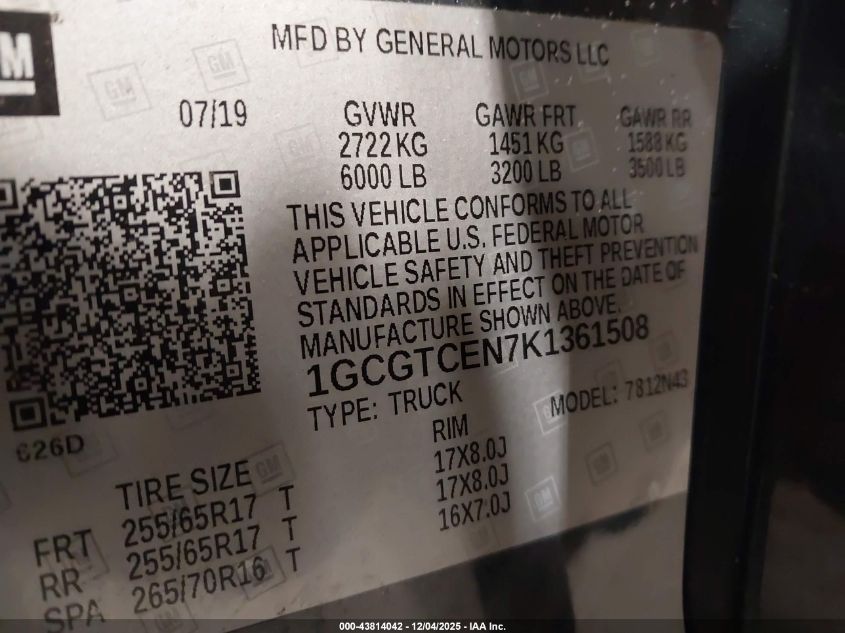 GM
MFD BY GENERAL MOTORS LLC
07/19 GVWR GAWR FRT GAWR RR
2722 KG 1451 KG 1588 KG
6000 LB 3200 LB 3500 LB
THIS VEHICLE CONFORMS TO ALL
APPLICABLE U.S. FEDERAL MOTOR
VEHICLE SAFETY AND THEFT PREVENTION
STANDARDS IN EFFECT ON THE DATE OF
MANUFACTURE SHOWN ABOVE.
1GCGTCEN7K1361508
TYPE: TRUCK MODEL: 7812N43
626D
TIRE SIZE RIM
FRT 255/65R17 T 17X8.0J
RR 255/65R17 T 17X8.0J
SPA 265/70R16 T 16X7.0J
000-43814042 - 12/04/2025 - IAA Inc.